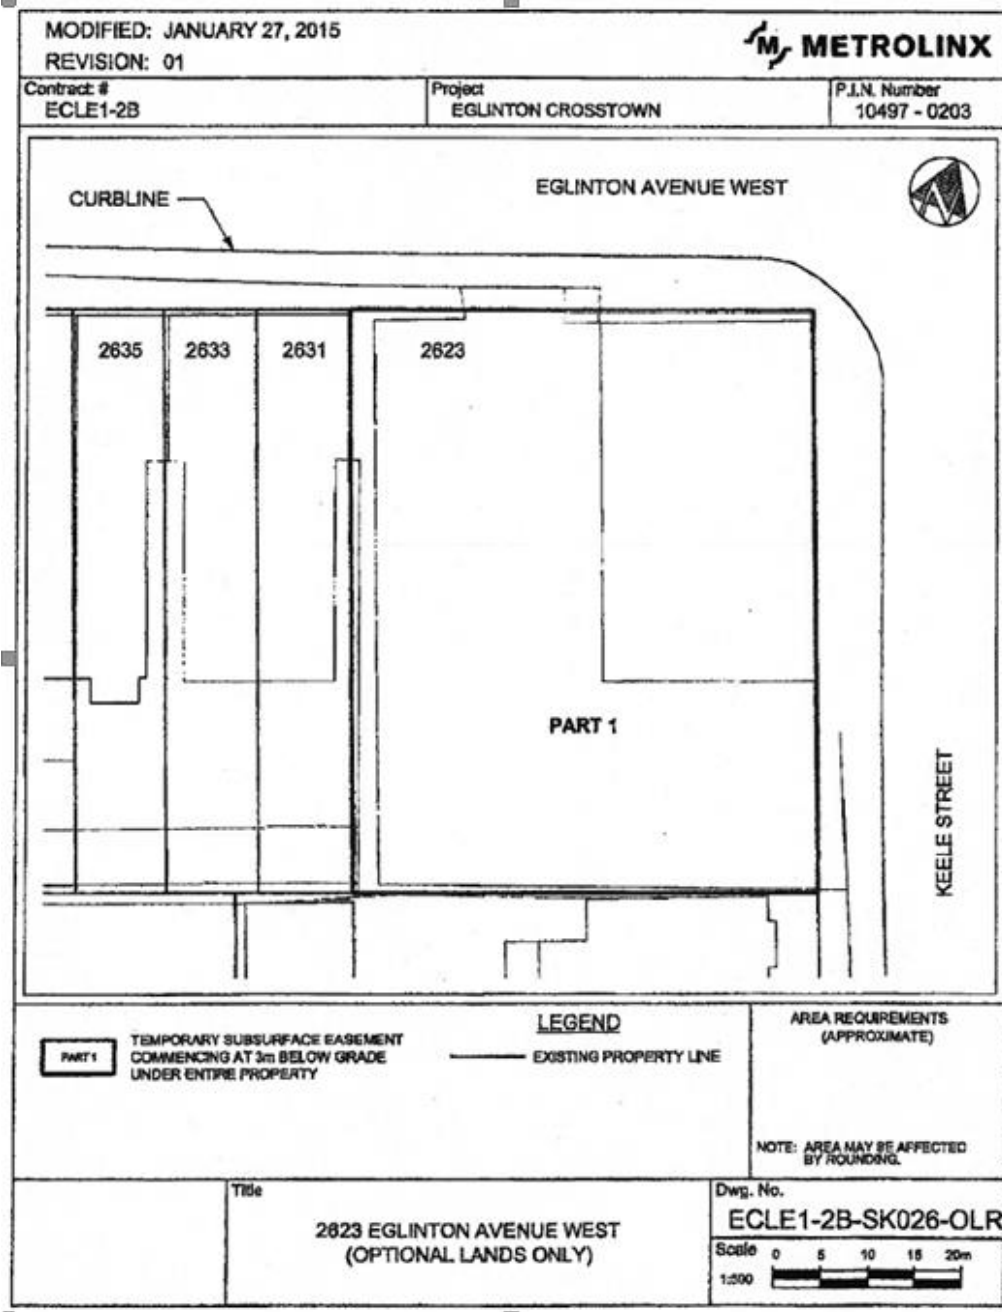 MODIFIED: JANUARY 27, 2015
REVISION: 01
METROLINX
Contract #
ECLE1-2B
Project
EGLINTON CROSSTOWN
P.I.N. Number
10497 - 0203
CURBLINE
EGLINTON AVENUE WEST
2635
2633
2631
2623
PART 1
KEELE STREET
LEGEND
PART 1
TEMPORARY SUBSURFACE EASEMENT
COMMENCING AT 3m BELOW GRADE
UNDER ENTIRE PROPERTY
EXISTING PROPERTY LINE
AREA REQUIREMENTS
(APPROXIMATE)
NOTE: AREA MAY BE AFFECTED
BY ROUNDING.
Title
2623 EGLINTON AVENUE WEST
(OPTIONAL LANDS ONLY)
Dwg. No.
ECLE1-2B-SK026-OLR
Scale
1:500
0 5 10 15 20m